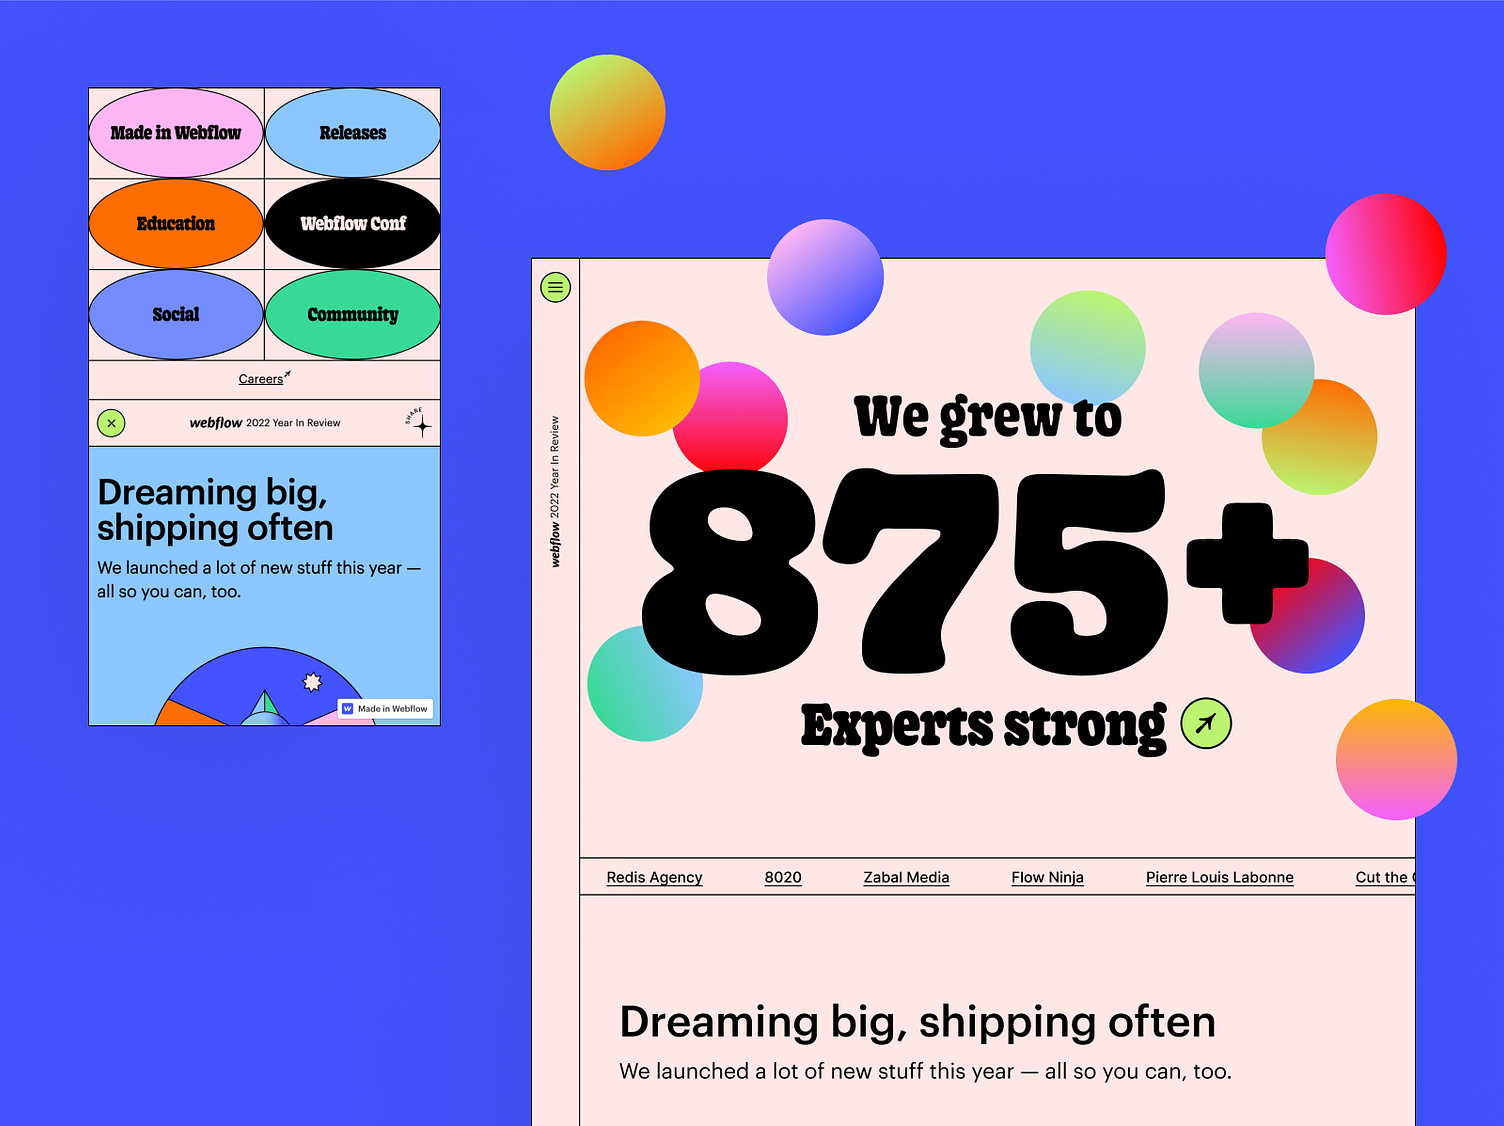 Made in Webflow
Releases
Education
Webflow Conf
Social
Community
Careers
webflow 2022 Year In Review
SHARE
Dreaming big,
shipping often
We launched a lot of new stuff this year —
all so you can, too.
Made in Webflow
webflow 2022 Year In Review
We grew to
875+
Experts strong
Redis Agency 8020 Zabal Media Flow Ninja Pierre Louis Labonne Cut the
Dreaming big, shipping often
We launched a lot of new stuff this year — all so you can, too.